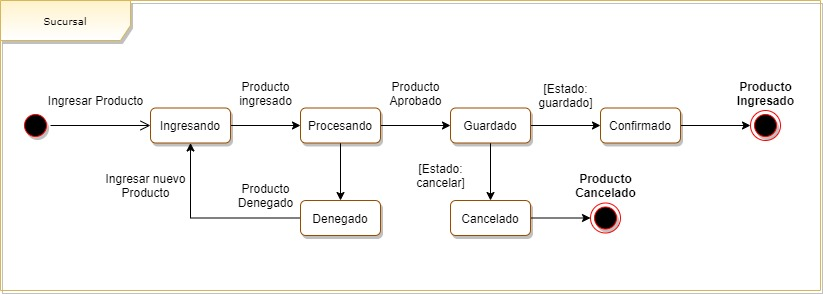 Sucursal
Ingresar Producto
Producto
ingresado
Producto
Aprobado
[Estado:
guardado]
Producto
Ingresado
Ingresando
Procesando
Guardado
Confirmado
Ingresar nuevo
Producto
Producto
Denegado
[Estado:
cancelar]
Producto
Cancelado
Denegado
Cancelado